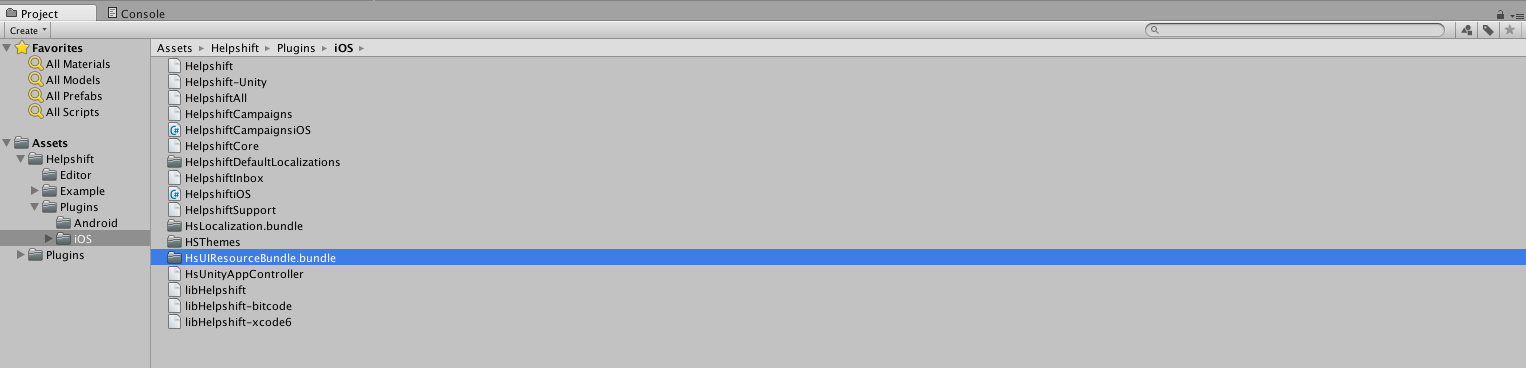 Project Console
Create
Favorites
All Materials
All Models
All Prefabs
All Scripts
Assets
Helpshift
Editor
Example
Plugins
Android
iOS
Plugins
Assets Helpshift Plugins iOS
Helpshift
Helpshift-Unity
HelpshiftAll
HelpshiftCampaigns
HelpshiftCampaignsiOS
HelpshiftCore
HelpshiftDefaultLocalizations
HelpshiftInbox
HelpshiftiOS
HelpshiftSupport
HsLocalization.bundle
HSThemes
HsUIResourceBundle.bundle
HsUnityAppController
libHelpshift
libHelpshift-bitcode
libHelpshift-xcode6